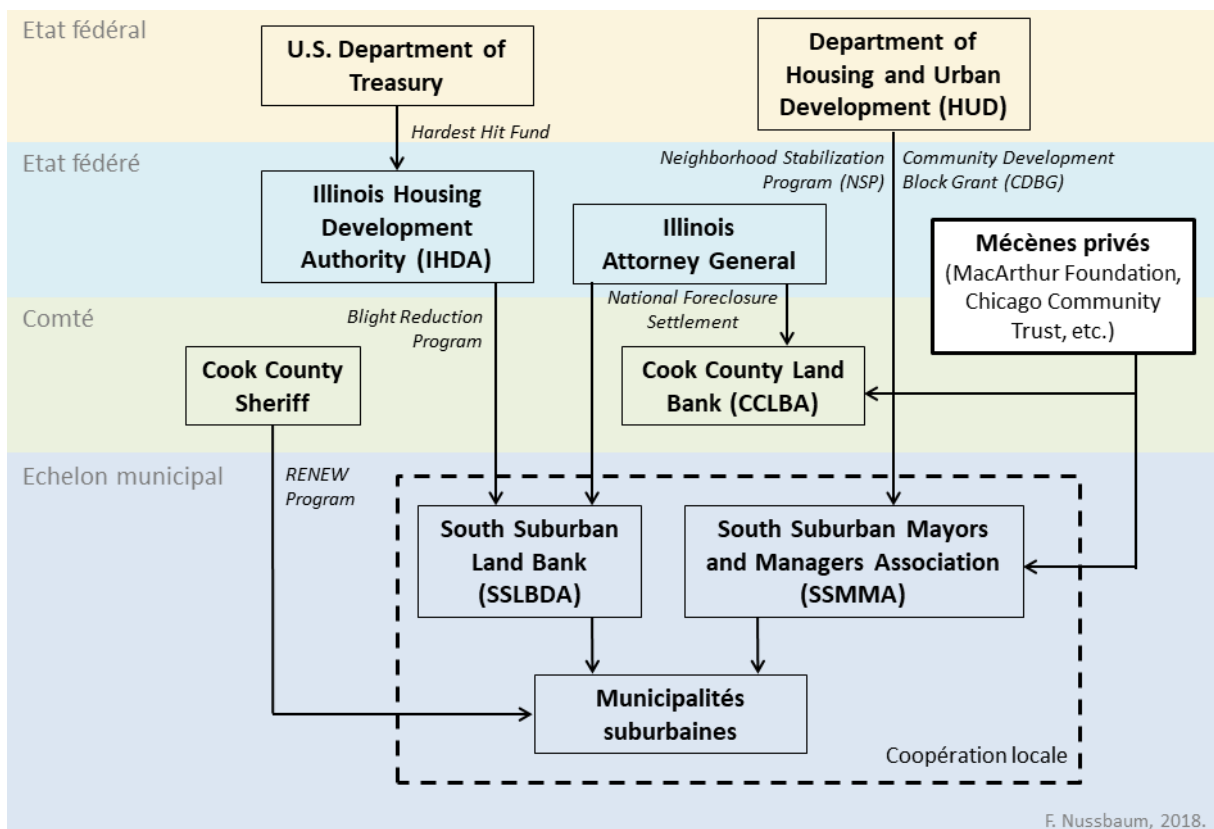 Etat fédéral
U.S. Department of
Treasury
Department of
Housing and Urban
Development (HUD)
Hardest Hit Fund
Etat fédéré
Neighborhood Stabilization
Program (NSP)
Community Development
Block Grant (CDBG)
Illinois Housing
Development
Authority (IHDA)
Illinois
Attorney General
Mécènes privés
(MacArthur Foundation,
Chicago Community
Trust, etc.)
National Foreclosure
Settlement
Comté
Blight Reduction
Program
Cook County
Sheriff
Cook County Land
Bank (CCLBA)
Echelon municipal
RENEW
Program
South Suburban
Land Bank
(SSLBDA)
South Suburban Mayors
and Managers Association
(SSMMA)
Municipalités
suburbaines
Coopération locale
F. Nussbaum, 2018.